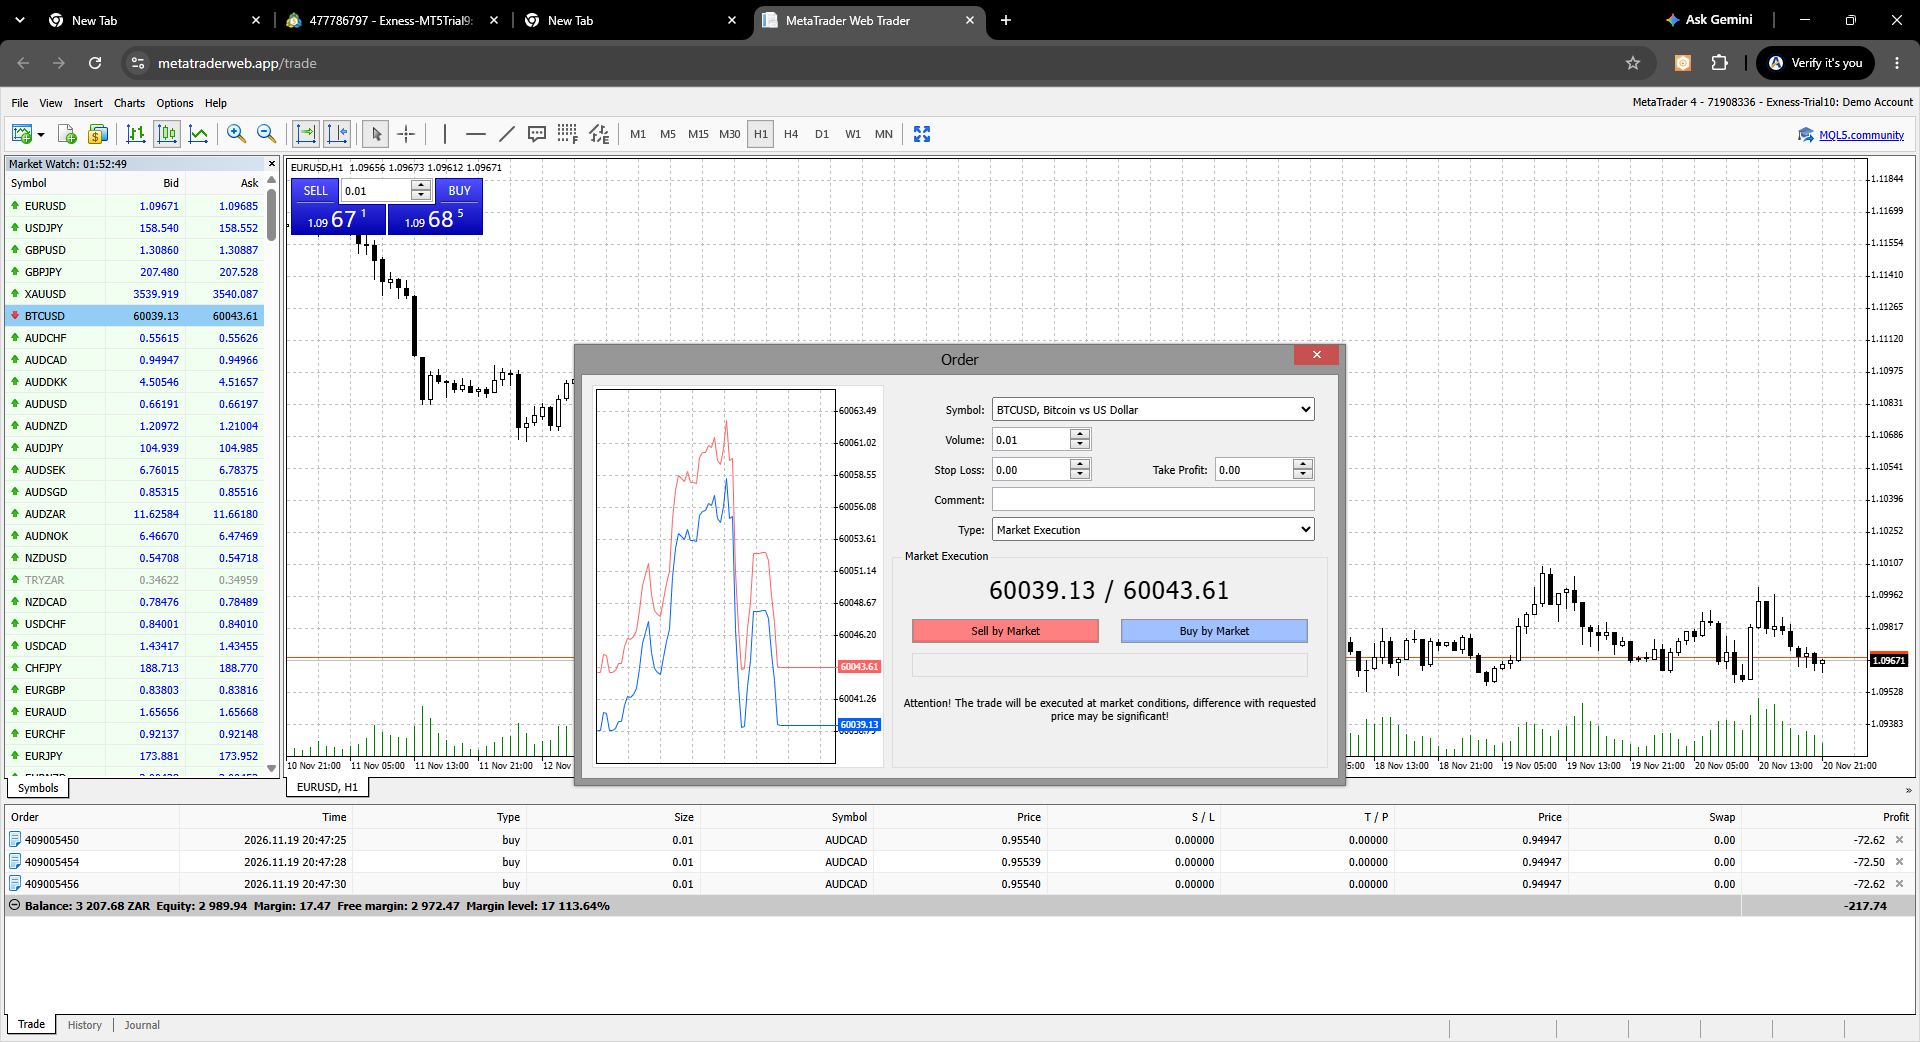 New Tab
477786797 - Exness-MT5Trial9:
New Tab
MetaTrader Web Trader
Ask Gemini
metatraderweb.app/trade
Verify it's you
File View Insert Charts Options Help
MetaTrader 4 - 71908336 - Exness-Trial10: Demo Account
M1 M5 M15 M30 H1 H4 D1 W1 MN
MQL5.community
Market Watch: 01:52:49
Symbol Bid Ask
EURUSD 1.09671 1.09685
USDJPY 158.540 158.552
GBPUSD 1.30860 1.30887
GBPJPY 207.480 207.528
XAUUSD 3539.919 3540.087
BTCUSD 60039.13 60043.61
AUDCHF 0.55615 0.55626
AUDCAD 0.94947 0.94966
AUDDKK 4.50546 4.51657
AUDUSD 0.66191 0.66197
AUDNZD 1.20972 1.21004
AUDJPY 104.939 104.985
AUDSEK 6.76015 6.78375
AUDSGD 0.85315 0.85516
AUDZAR 11.62584 11.66180
AUDNOK 6.46670 6.47469
NZDUSD 0.54708 0.54718
TRYZAR 0.34622 0.34959
NZDCAD 0.78476 0.78489
USDCHF 0.84001 0.84010
USDCAD 1.43417 1.43455
CHFJPY 188.713 188.770
EURGBP 0.83803 0.83816
EURAUD 1.65656 1.65668
EURCHF 0.92137 0.92148
EURJPY 173.881 173.952
Symbols
EURUSD,H1 1.09656 1.09673 1.09612 1.09671
SELL 0.01 BUY
1.09 67 1 1.09 68 5
1.11844
1.11699
1.11554
1.11410
1.11265
1.11120
1.10975
1.10831
1.10686
1.10541
1.10396
1.10252
1.10107
1.09962
1.09817
1.09671
1.09528
1.09383
10 Nov 21:00 11 Nov 05:00 11 Nov 13:00 11 Nov 21:00 12 Nov
5:00 18 Nov 13:00 18 Nov 21:00 19 Nov 05:00 19 Nov 13:00 19 Nov 21:00 20 Nov 05:00 20 Nov 13:00 20 Nov 21:00
EURUSD, H1
Order
60063.49
60061.02
60058.55
60056.08
60053.61
60051.14
60048.67
60046.20
60043.61
60041.26
60039.13
Symbol: BTCUSD, Bitcoin vs US Dollar
Volume: 0.01
Stop Loss: 0.00 Take Profit: 0.00
Comment:
Type: Market Execution
Market Execution
60039.13 / 60043.61
Sell by Market Buy by Market
Attention! The trade will be executed at market conditions, difference with requested
price may be significant!
Order Time Type Size Symbol Price S / L T / P Price Swap Profit
409005450 2026.11.19 20:47:25 buy 0.01 AUDCAD 0.95540 0.00000 0.00000 0.94947 0.00 -72.62
409005454 2026.11.19 20:47:28 buy 0.01 AUDCAD 0.95539 0.00000 0.00000 0.94947 0.00 -72.50
409005456 2026.11.19 20:47:30 buy 0.01 AUDCAD 0.95540 0.00000 0.00000 0.94947 0.00 -72.62
Balance: 3 207.68 ZAR Equity: 2 989.94 Margin: 17.47 Free margin: 2 972.47 Margin level: 17 113.64% -217.74
Trade History Journal